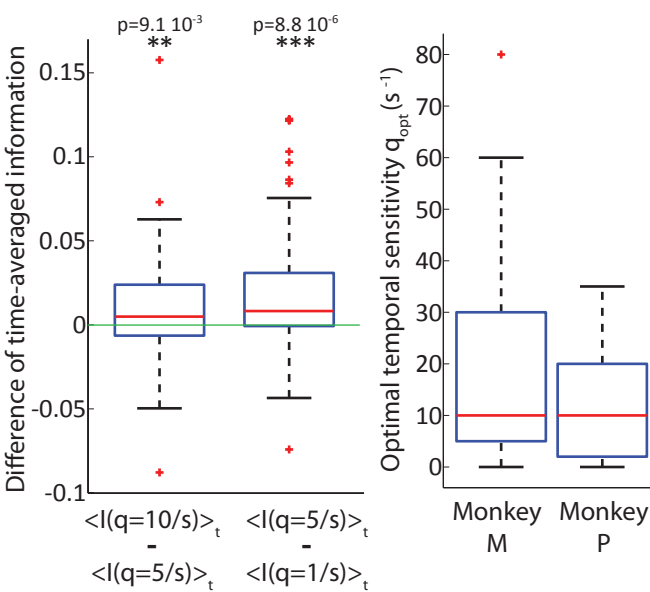 p=9.1 10-3
**
p=8.8 10-6
***
Difference of time-averaged information
0.15
0.1
0.05
0
-0.05
-0.1
<I(q=10/s)>t
-
<I(q=5/s)>t
<I(q=5/s)>t
-
<I(q=1/s)>t
Optimal temporal sensitivity qopt(s-1)
80
70
60
50
40
30
20
10
0
Monkey
M
Monkey
P